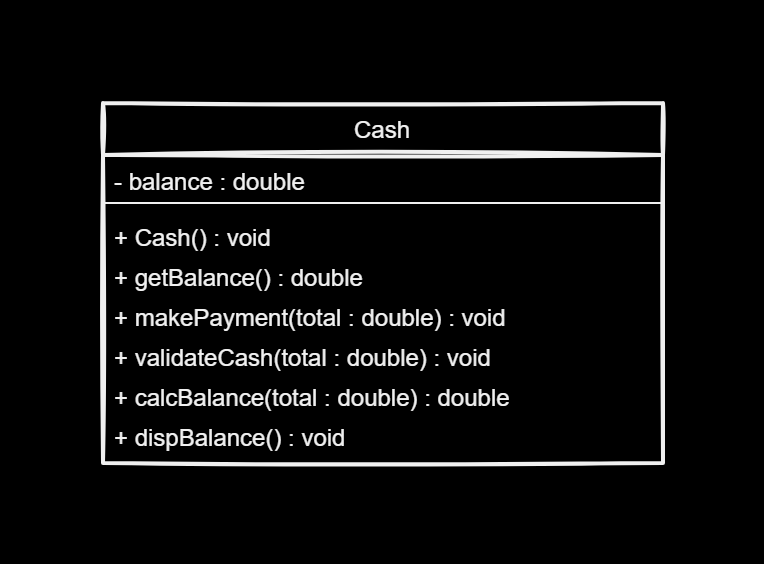 Cash
- balance : double
+ Cash() : void
+ getBalance() : double
+ makePayment(total : double) : void
+ validateCash(total : double) : void
+ calcBalance(total : double) : double
+ dispBalance() : void